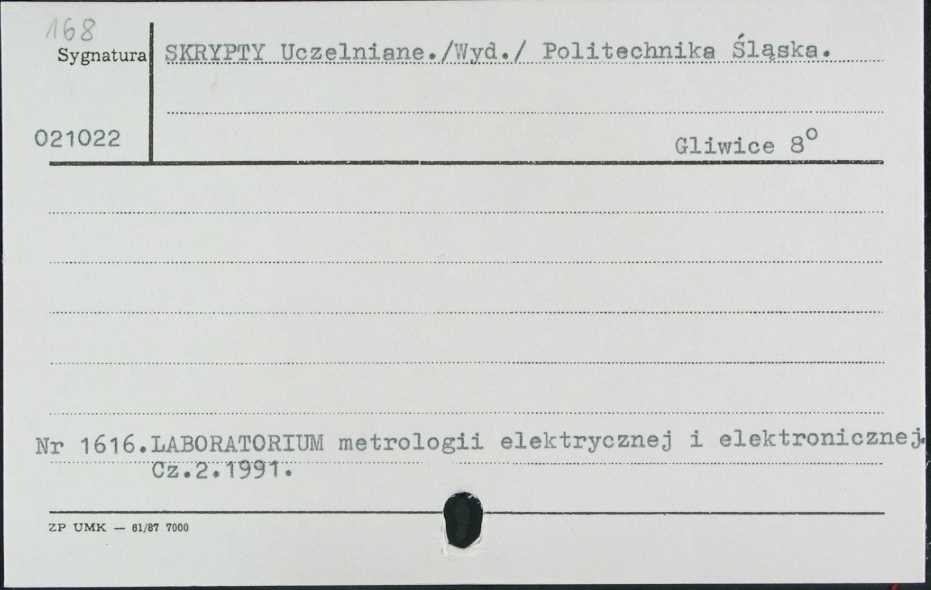 168
Sygnatura
SKRYPTY Uczelniane./Wyd./ Politechnika Śląska.
021022
Gliwice 8⁰
Nr 1616.LABORATORIUM metrologii elektrycznej i elektronicznej.
Cz.2.1991.
ZP UMK — 61/87 7000